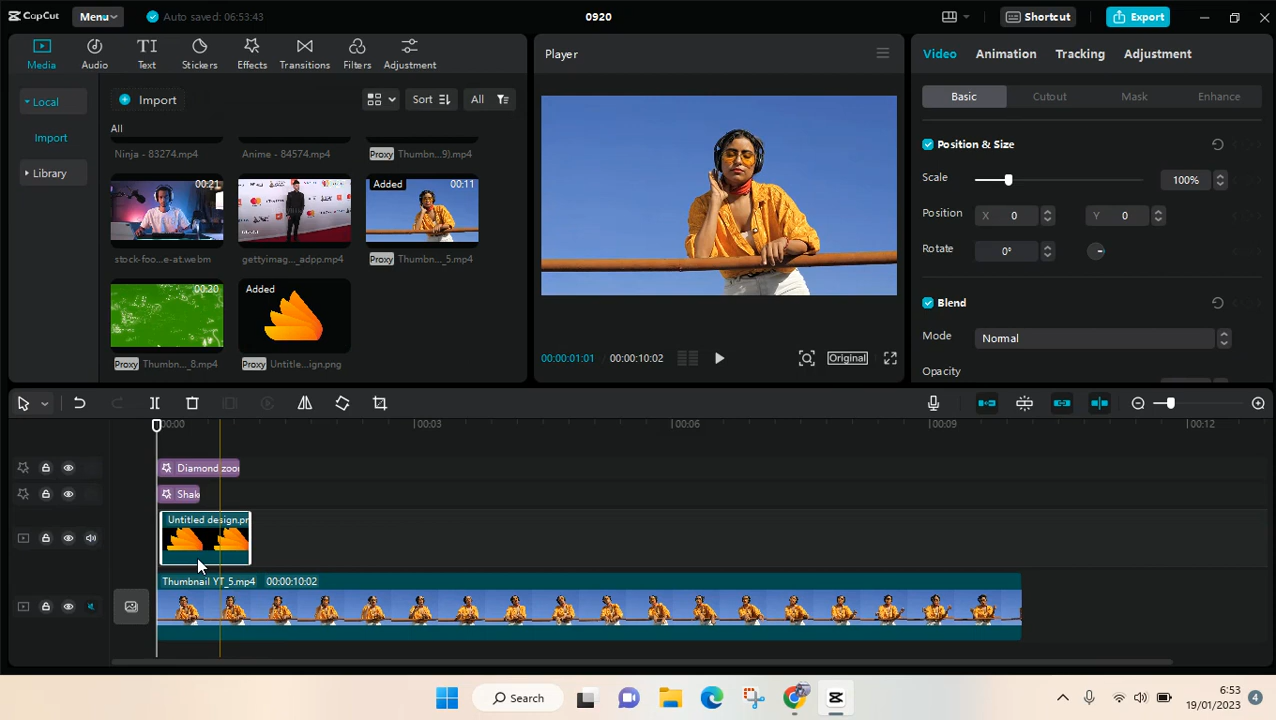 CapCut
Menu
Auto saved: 06:53:43
0920
Shortcut
Export
Media
Audio
Text
Stickers
Effects
Transitions
Filters
Adjustment
Local
Import
Library
Import
Sort
All
All
Ninja - 83274.mp4
Anime - 84574.mp4
Proxy Thumbn...9).mp4
00:21
Added 00:11
stock-foo...e-at.webm
gettyimag..._adpp.mp4
Proxy Thumbn..._5.mp4
00:20
Added
Proxy Thumbn..._8.mp4
Proxy Untitle...ign.png
Player
00:00:01:01 / 00:00:10:02
Original
Video
Animation
Tracking
Adjustment
Basic
Cutout
Mask
Enhance
Position & Size
Scale
100%
Position
X 0
Y 0
Rotate
0°
Blend
Mode
Normal
Opacity
00:00
00:03
00:06
00:09
00:12
Diamond zoo
Shak
Untitled design.pn
Thumbnail YT_5.mp4 00:00:10:02
Search
6:53
19/01/2023
4